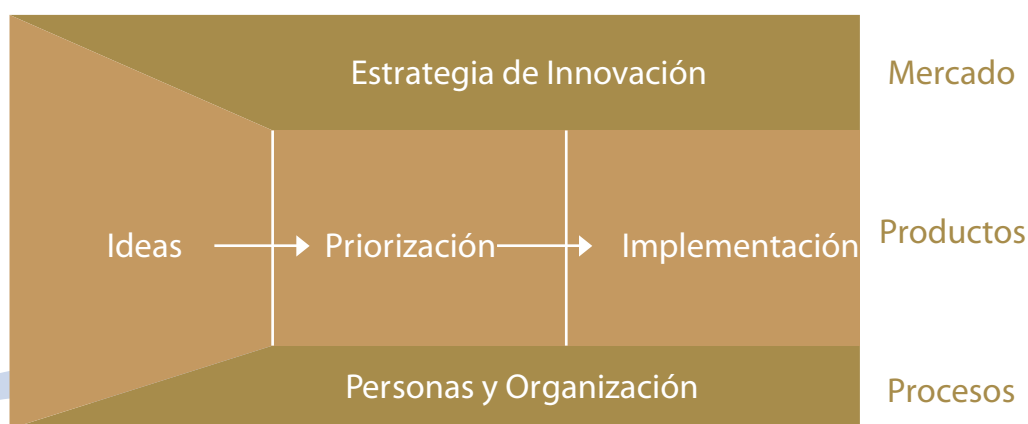 Estrategia de Innovación
Mercado
Ideas
Priorización
Implementación
Productos
Personas y Organización
Procesos